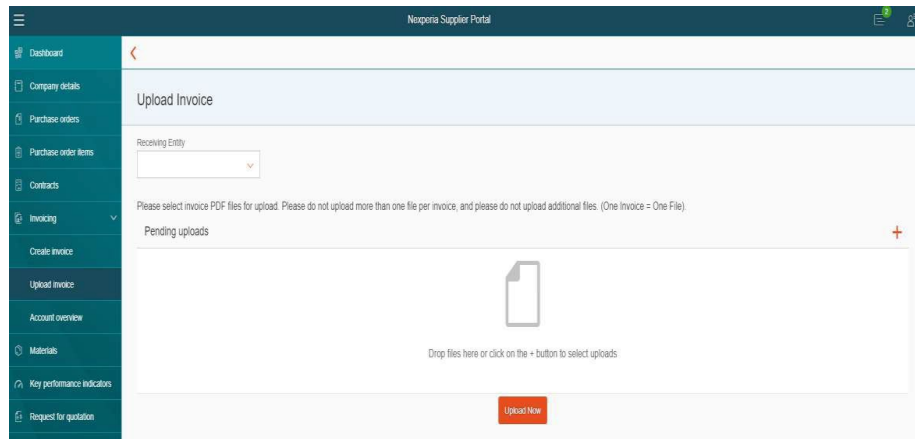 Nexperia Supplier Portal
2
Dashboard
Company details
Purchase orders
Purchase order items
Contracts
Invoicing
Create invoice
Upload invoice
Account overview
Materials
Key performance indicators
Request for quotation
Upload Invoice
Receiving Entity
Please select invoice PDF files for upload. Please do not upload more than one file per invoice, and please do not upload additional files. (One Invoice = One File).
Pending uploads
+
Drop files here or click on the + button to select uploads
Upload Now